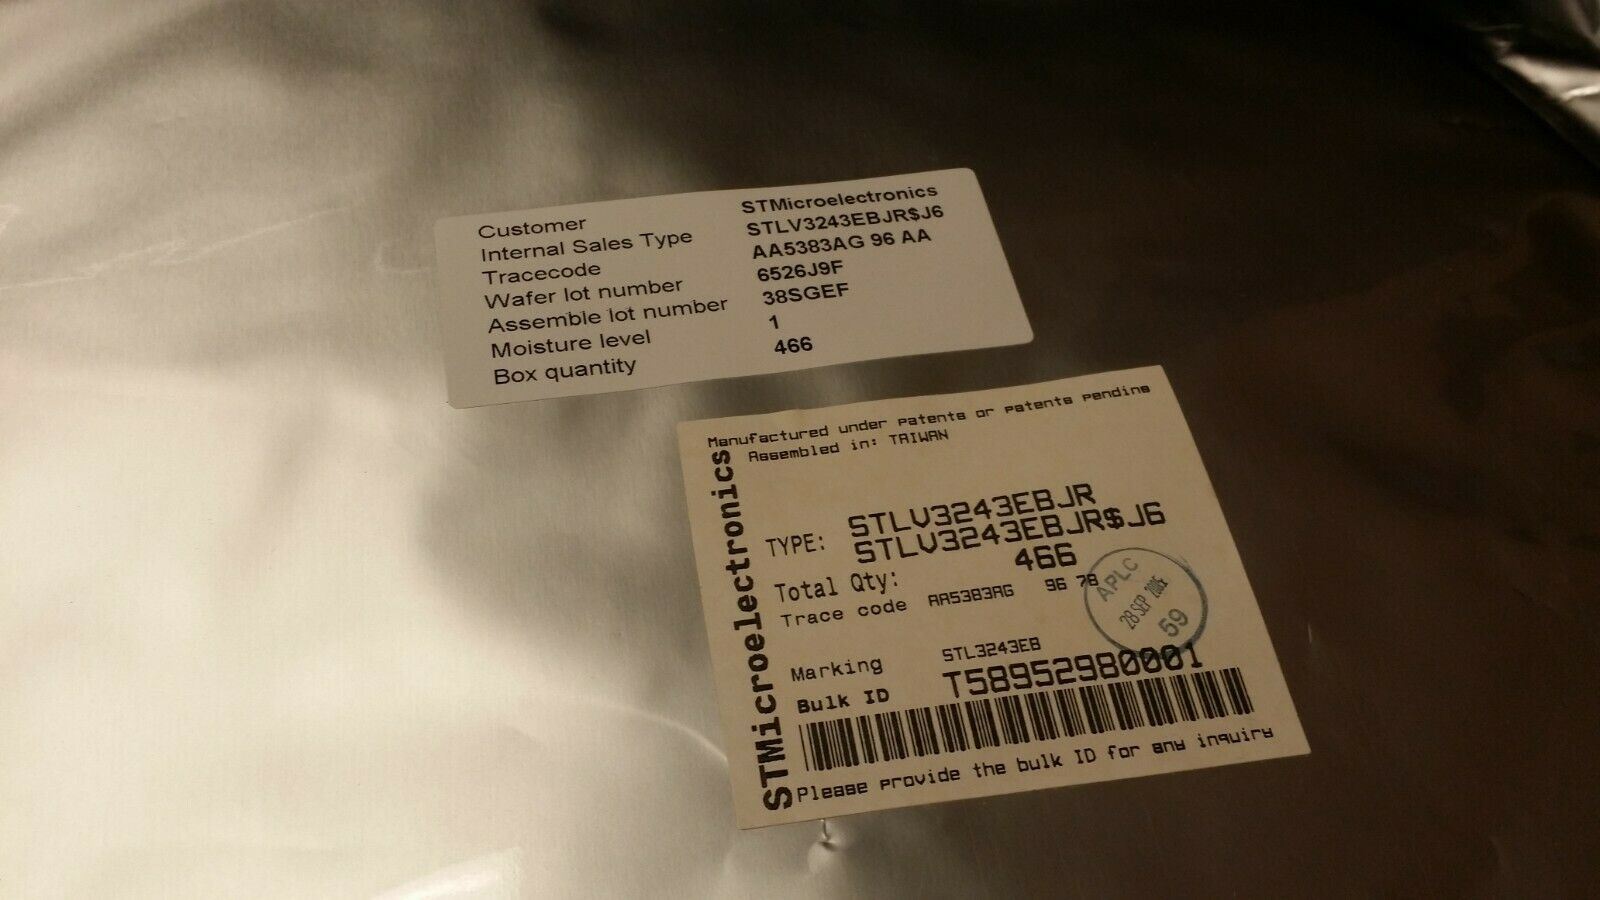 Customer STMicroelectronics
Internal Sales Type STLV3243EBJR$J6
Tracecode AA5383AG 96 AA
Wafer lot number 6526J9F
Assemble lot number 38SGEF
Moisture level 1
Box quantity 466
Manufactured under patents or patents pending
Assembled in: TAIWAN
STMicroelectronics
TYPE: STLV3243EBJR
STLV3243EBJR$J6
Total Qty: 466
Trace code AA5383AG 96 78
APLC
28 SEP 2005
59
Marking STL3243EB
Bulk ID T58952980001
Please provide the bulk ID for any inquiry